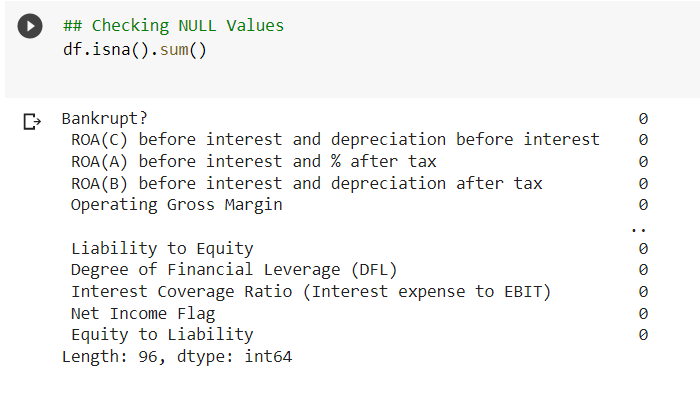 ## Checking NULL Values
df.isna().sum()
Bankrupt? 0
ROA(C) before interest and depreciation before interest 0
ROA(A) before interest and % after tax 0
ROA(B) before interest and depreciation after tax 0
Operating Gross Margin 0
..
Liability to Equity 0
Degree of Financial Leverage (DFL) 0
Interest Coverage Ratio (Interest expense to EBIT) 0
Net Income Flag 0
Equity to Liability 0
Length: 96, dtype: int64